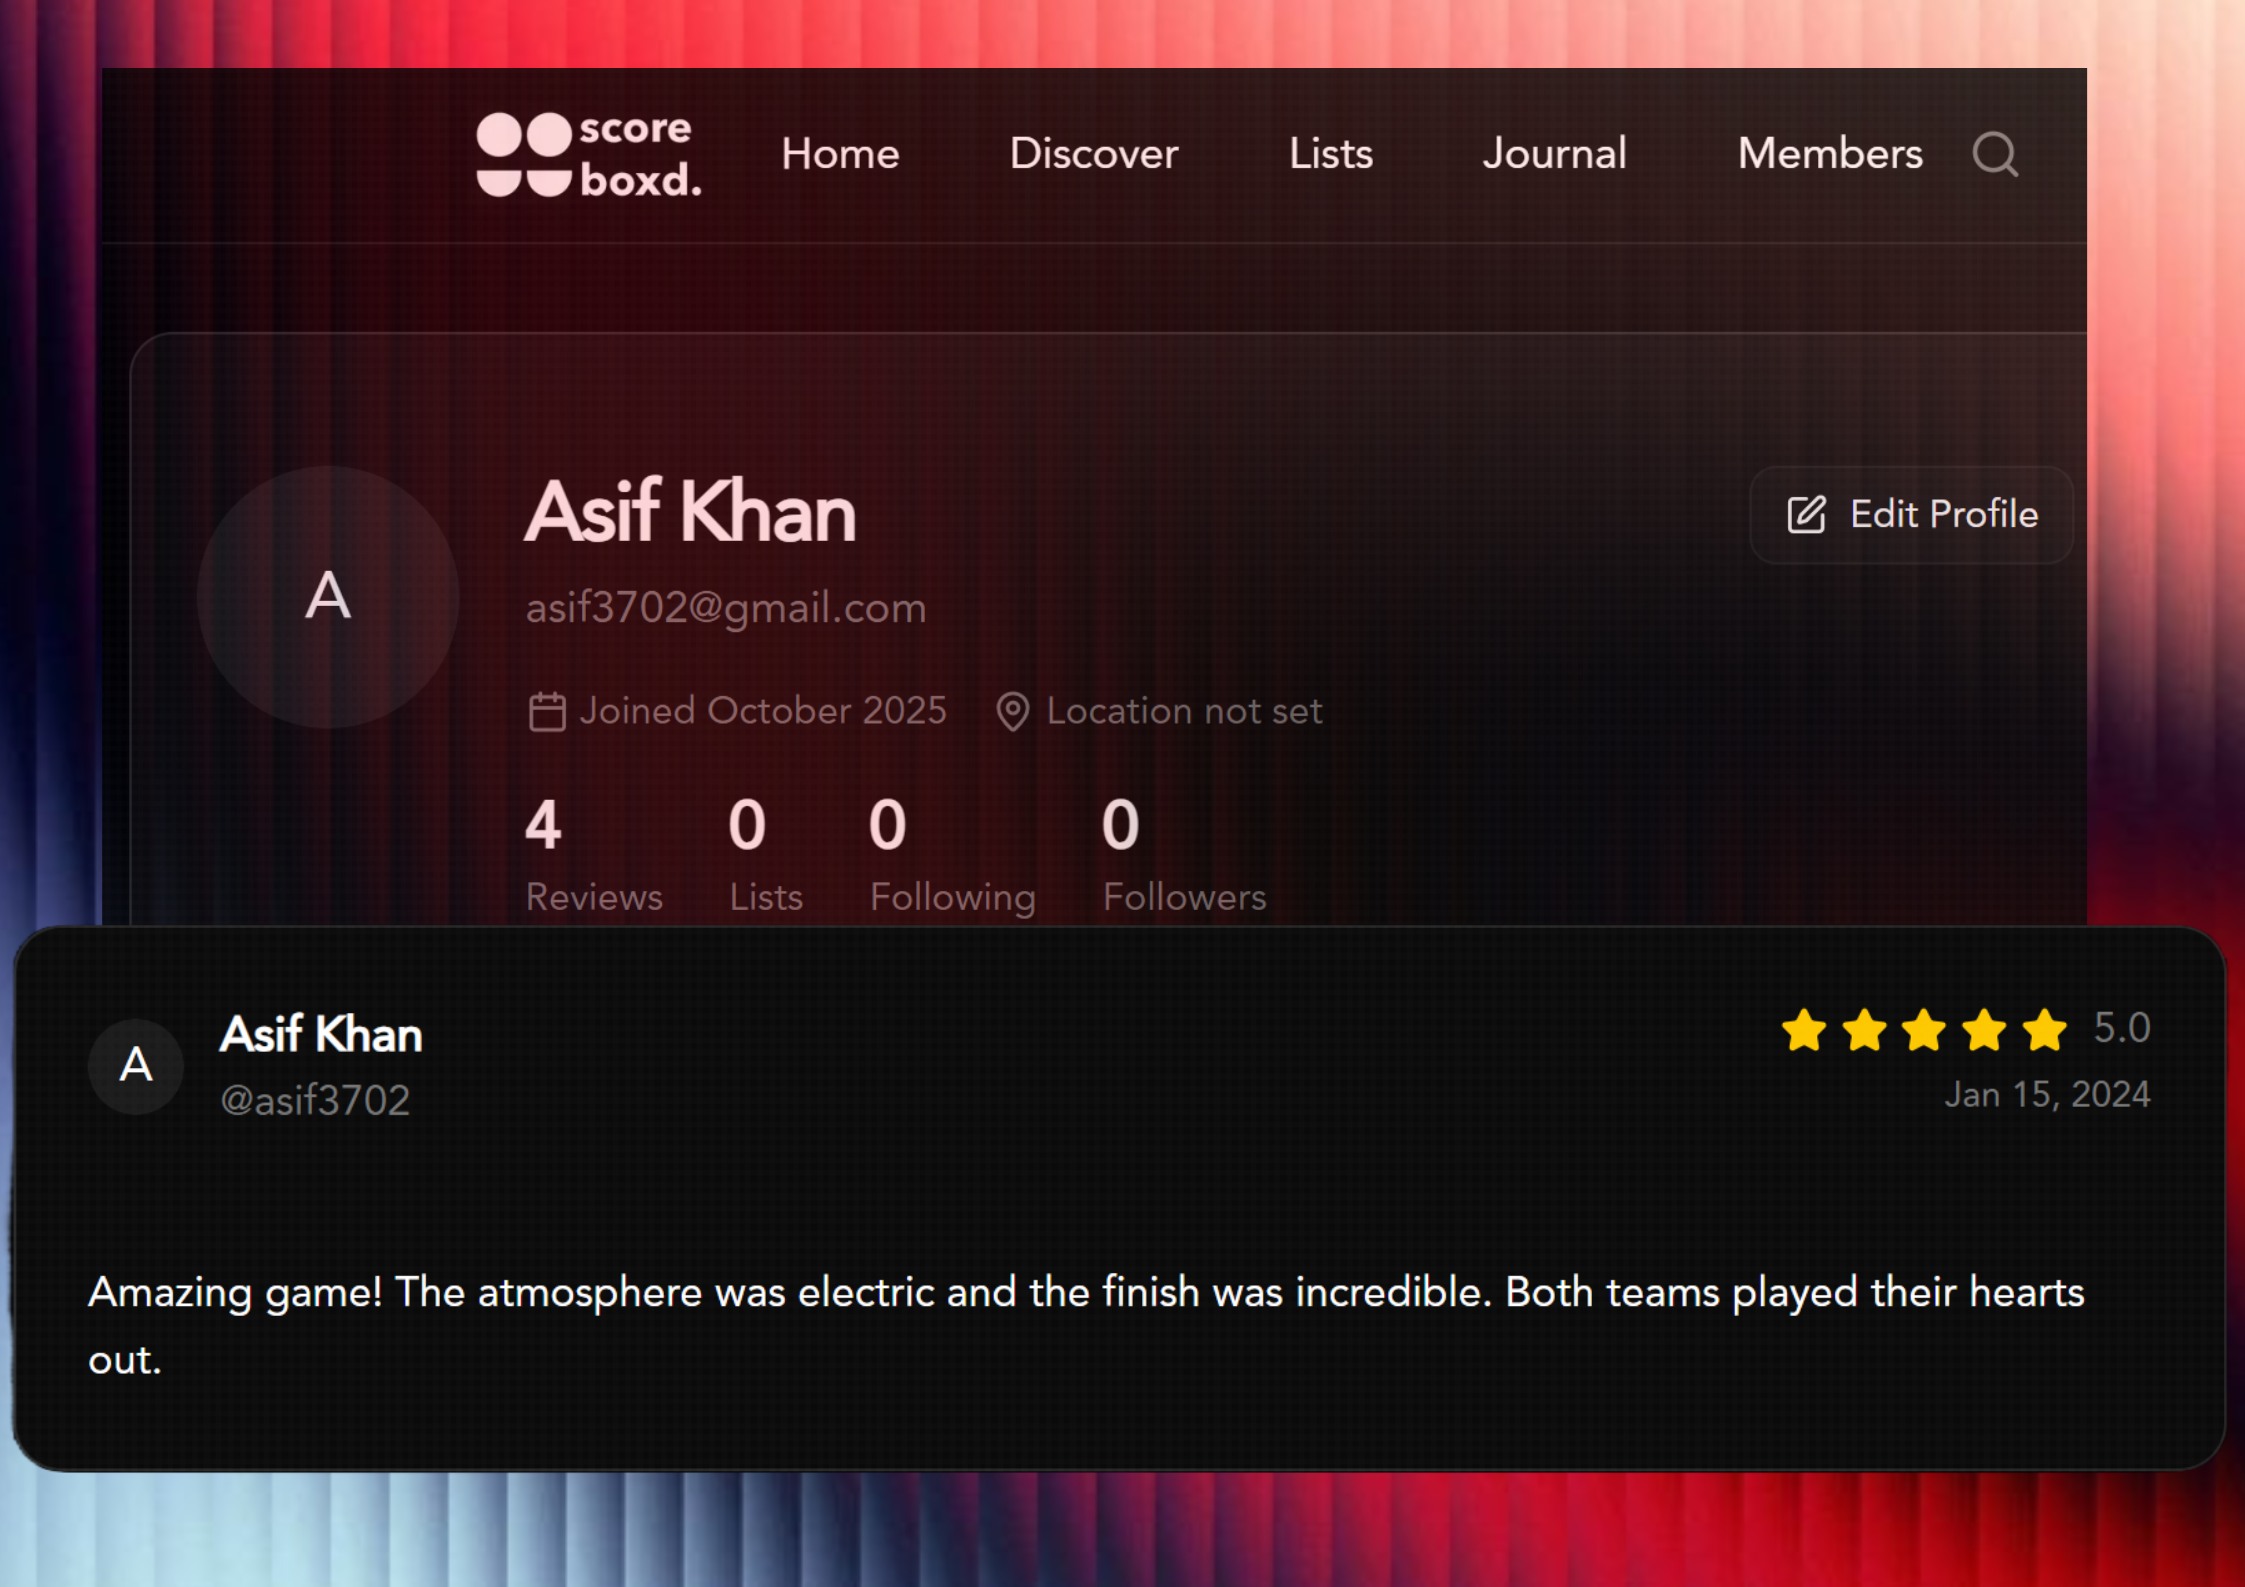 score
boxd.
Home Discover Lists Journal Members
Asif Khan
Edit Profile
A
asif3702@gmail.com
Joined October 2025 Location not set
4 0 0 0
Reviews Lists Following Followers
Asif Khan
5.0
A
@asif3702
Jan 15, 2024
Amazing game! The atmosphere was electric and the finish was incredible. Both teams played their hearts
out.